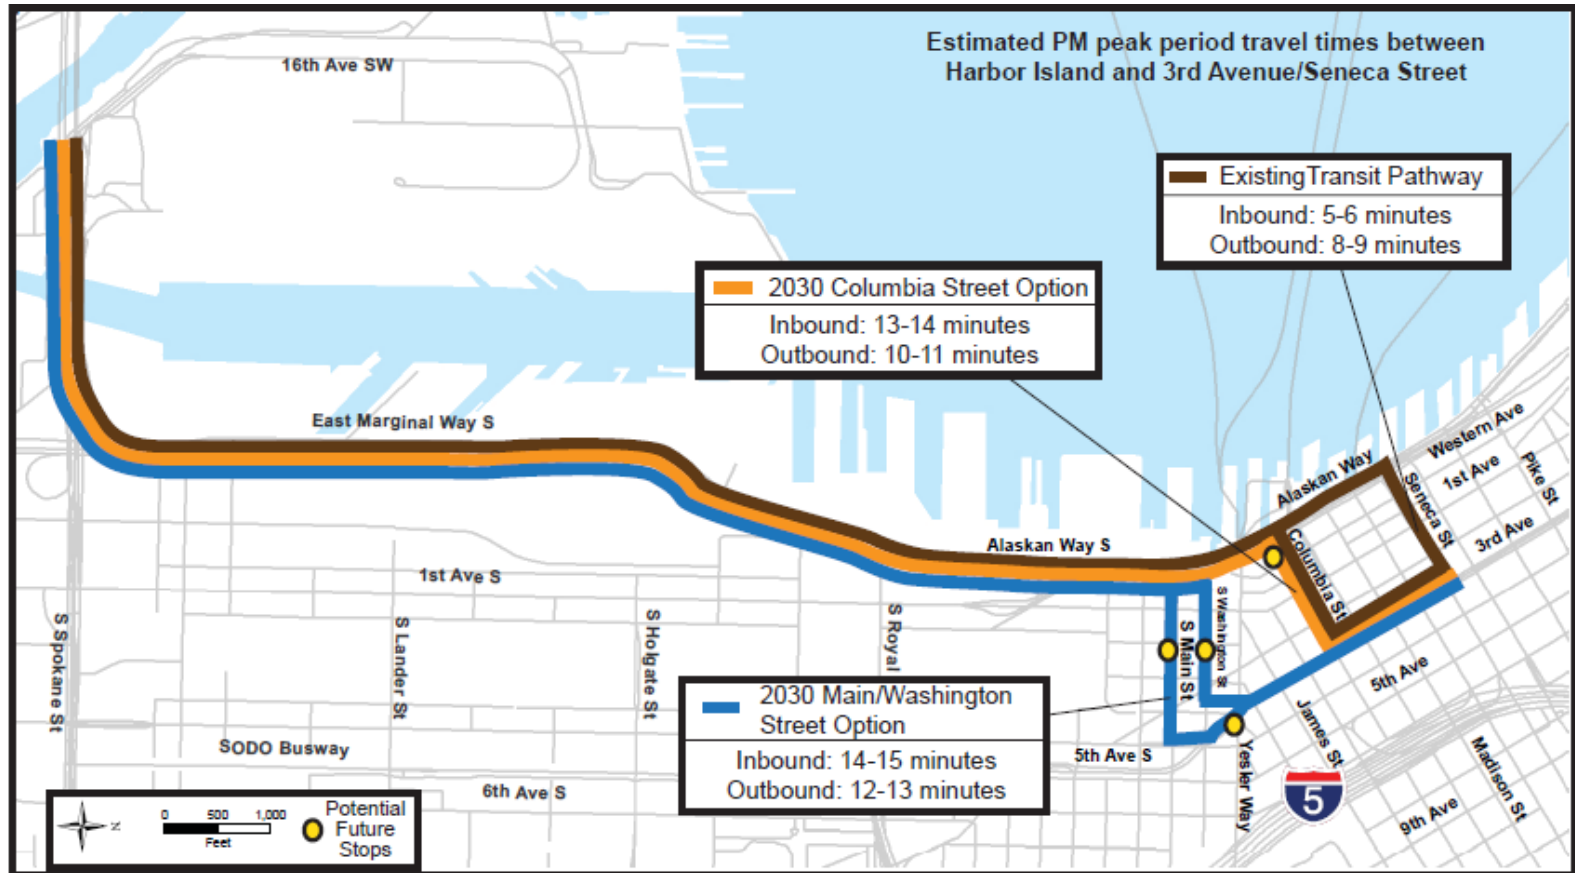 Estimated PM peak period travel times between
Harbor Island and 3rd Avenue/Seneca Street
16th Ave SW
ExistingTransit Pathway
Inbound: 5-6 minutes
Outbound: 8-9 minutes
2030 Columbia Street Option
Inbound: 13-14 minutes
Outbound: 10-11 minutes
East Marginal Way S
Alaskan Way
Western Ave
1st Ave
Pike St
Seneca St
3rd Ave
Columbia St
Alaskan Way S
1st Ave S
S Spokane St
S Lander St
S Holgate St
S Royal
S Main St
S Washington St
5th Ave
2030 Main/Washington
Street Option
Inbound: 14-15 minutes
Outbound: 12-13 minutes
SODO Busway
5th Ave S
6th Ave S
Yesler Way
James St
Madison St
9th Ave
5
N
0 500 1,000
Feet
Potential
Future
Stops